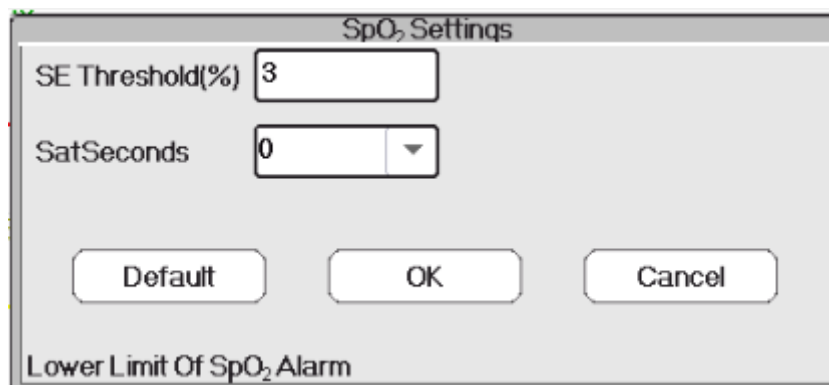 SpO₂ Settings
SE Threshold(%) 3
SatSeconds 0
Default OK Cancel
Lower Limit Of SpO₂ Alarm